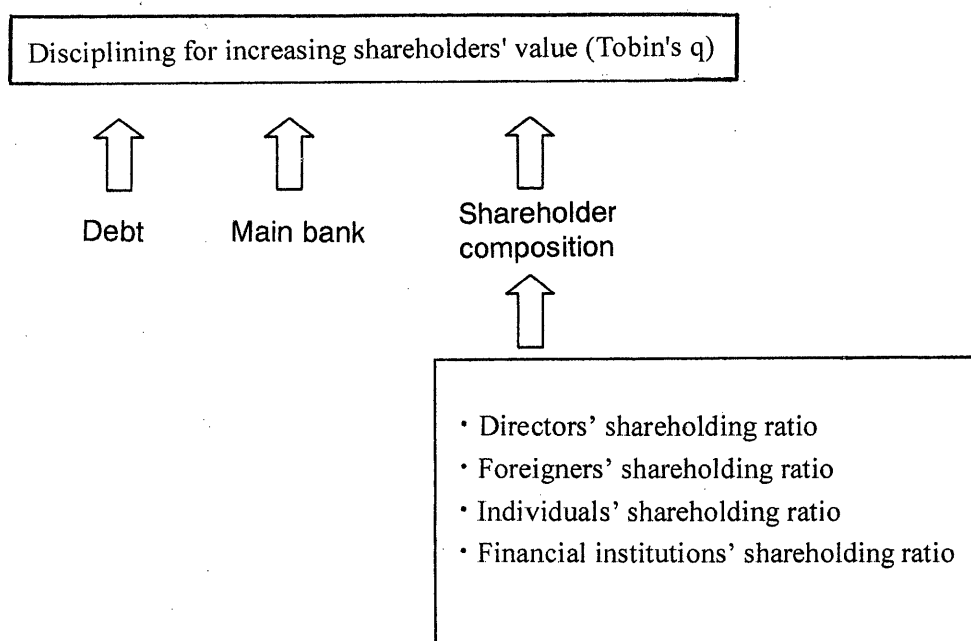 Disciplining for increasing shareholders' value (Tobin's q)
Debt
Main bank
Shareholder
composition
・Directors’ shareholding ratio
・Foreigners’ shareholding ratio
・Individuals’ shareholding ratio
・Financial institutions’ shareholding ratio